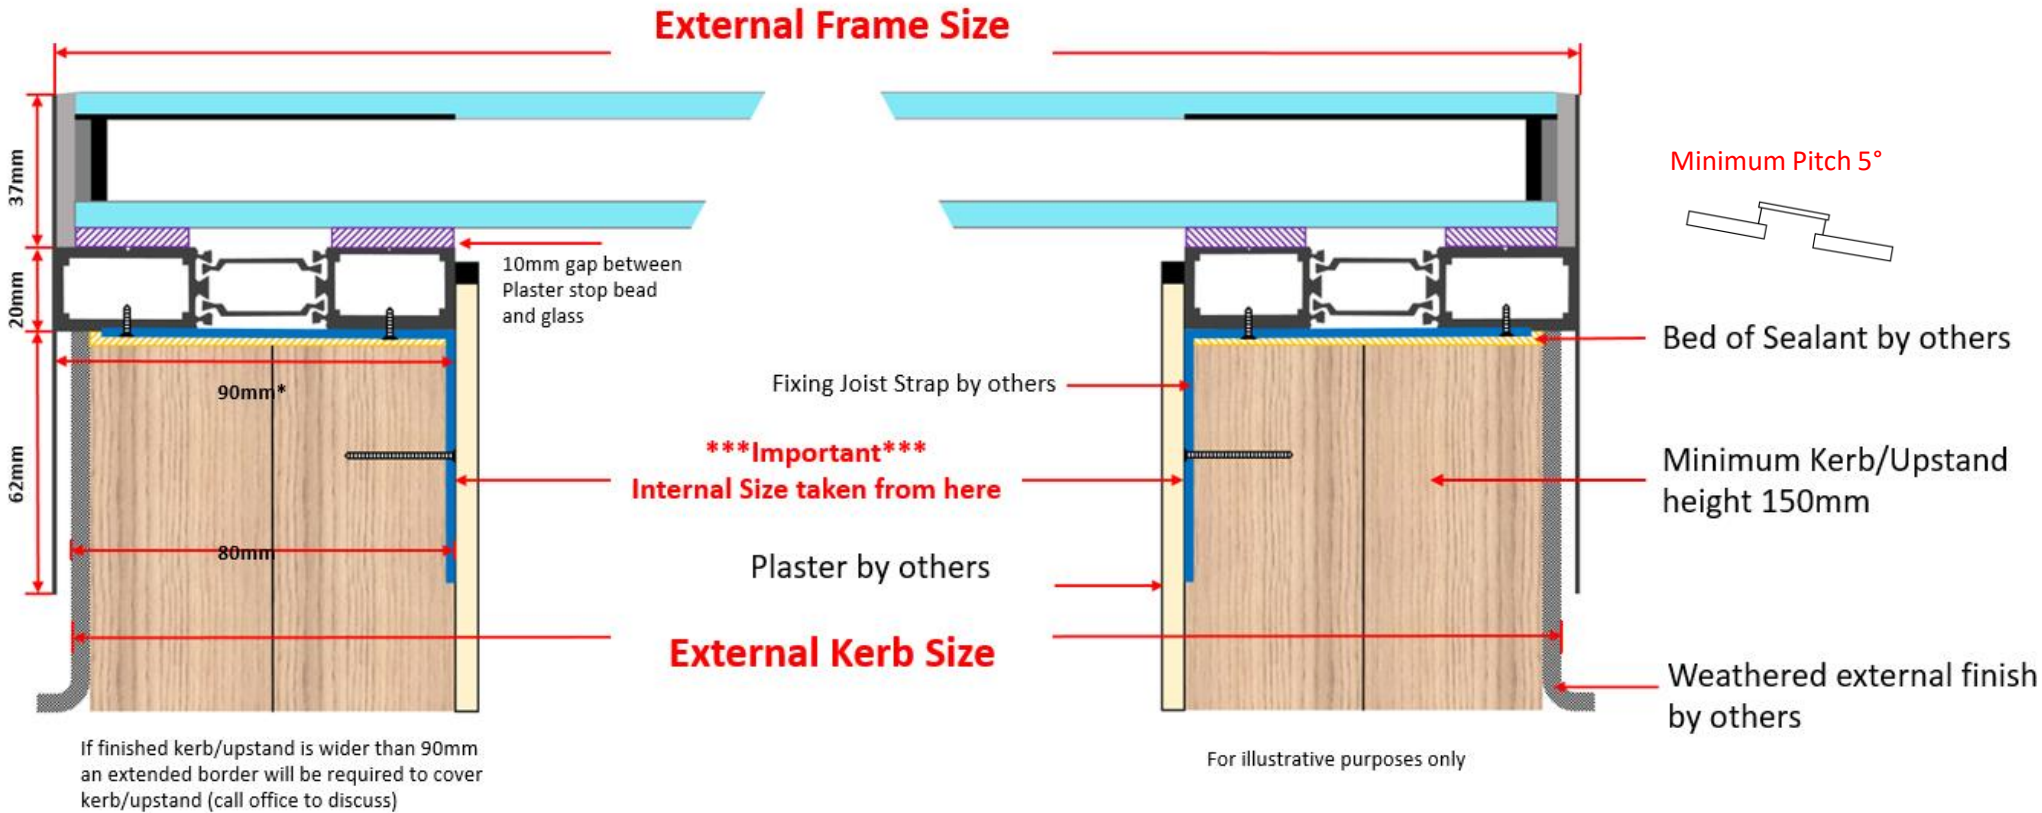 External Frame Size
37mm
Minimum Pitch 5°
20mm
10mm gap between
Plaster stop bead
and glass
Bed of Sealant by others
90mm*
Fixing Joist Strap by others
62mm
***Important***
Internal Size taken from here
Minimum Kerb/Upstand
height 150mm
80mm
Plaster by others
External Kerb Size
Weathered external finish
by others
If finished kerb/upstand is wider than 90mm
an extended border will be required to cover
kerb/upstand (call office to discuss)
For illustrative purposes only